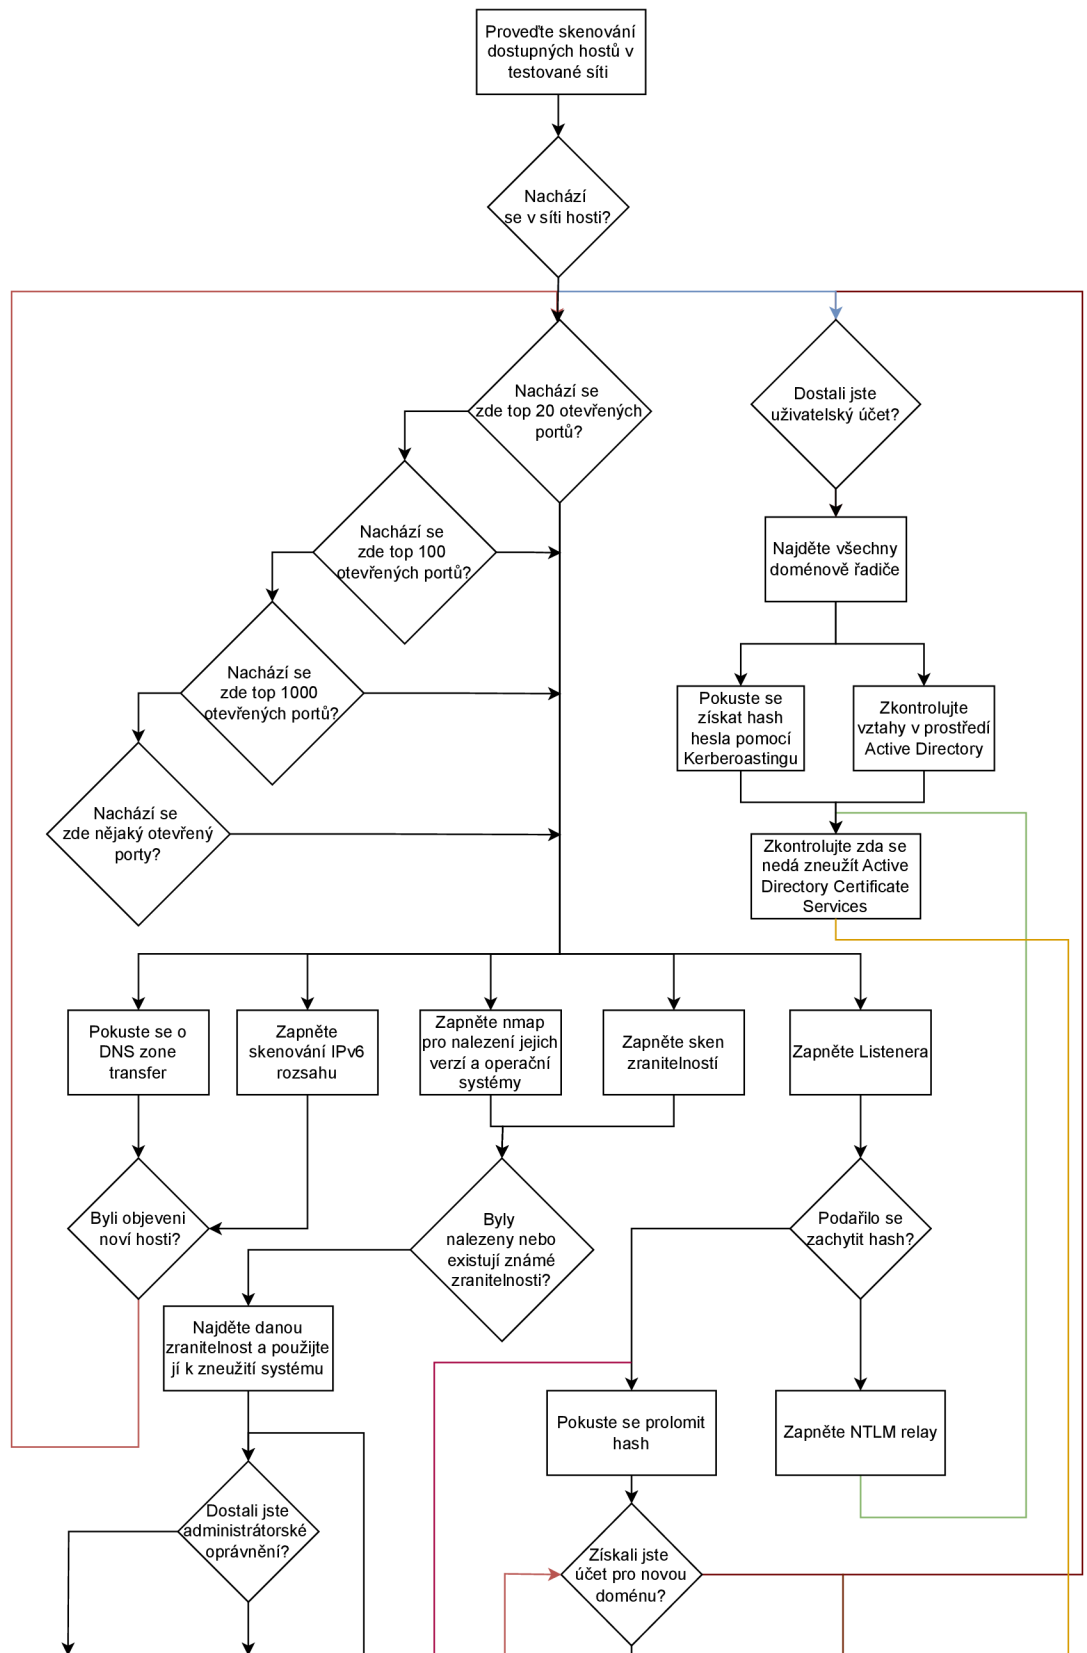 Proveďte skenování
dostupných hostů v
testované síti
Nachází
se v síti hosti?
Nachází se
zde top 20 otevřených
portů?
Dostali jste
uživatelský účet?
Nachází se
zde top 100
otevřených portů?
Najděte všechny
doménově řadiče
Nachází se
zde top 1000
otevřených portů?
Pokuste se
získat hash
hesla pomocí
Kerberoastingu
Zkontrolujte
vztahy v prostředí
Active Directory
Nachází se
zde nějaký otevřený
porty?
Zkontrolujte zda se
nedá zneužít Active
Directory Certificate
Services
Pokuste se o
DNS zone
transfer
Zapněte
skenování IPv6
rozsahu
Zapněte nmap
pro nalezení jejich
verzí a operační
systémy
Zapněte sken
zranitelností
Zapněte Listenera
Byli objeveni
noví hosti?
Byly
nalezeny nebo
existují známé
zranitelnosti?
Podařilo se
zachytit hash?
Najděte danou
zranitelnost a použijte
jí k zneužití systému
Pokuste se prolomit
hash
Zapněte NTLM relay
Dostali jste
administrátorské
oprávnění?
Získali jste
účet pro novou
doménu?